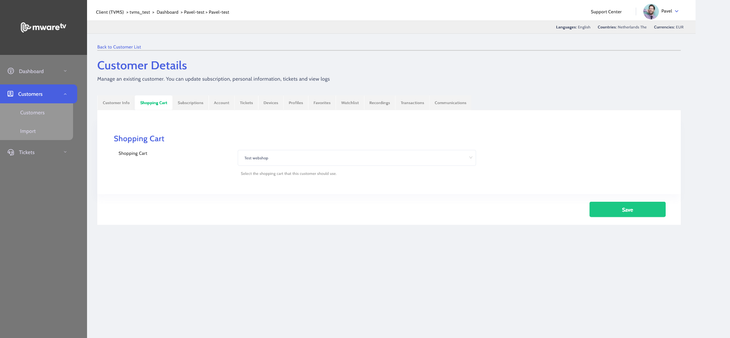 mwaretv
Client (TVMS) > tvms_test > Dashboard > Pavel-test > Pavel-test
Support Center
Pavel
Languages: English Countries: Netherlands The Currencies: EUR
Dashboard
Customers
Customers
Import
Tickets
Back to Customer List
Customer Details
Manage an existing customer. You can update subscription, personal information, tickets and view logs
Customer Info Shopping Cart Subscriptions Account Tickets Devices Profiles Favorites Watchlist Recordings Transactions Communications
Shopping Cart
Shopping Cart
Test webshop
Select the shopping cart that this customer should use.
Save